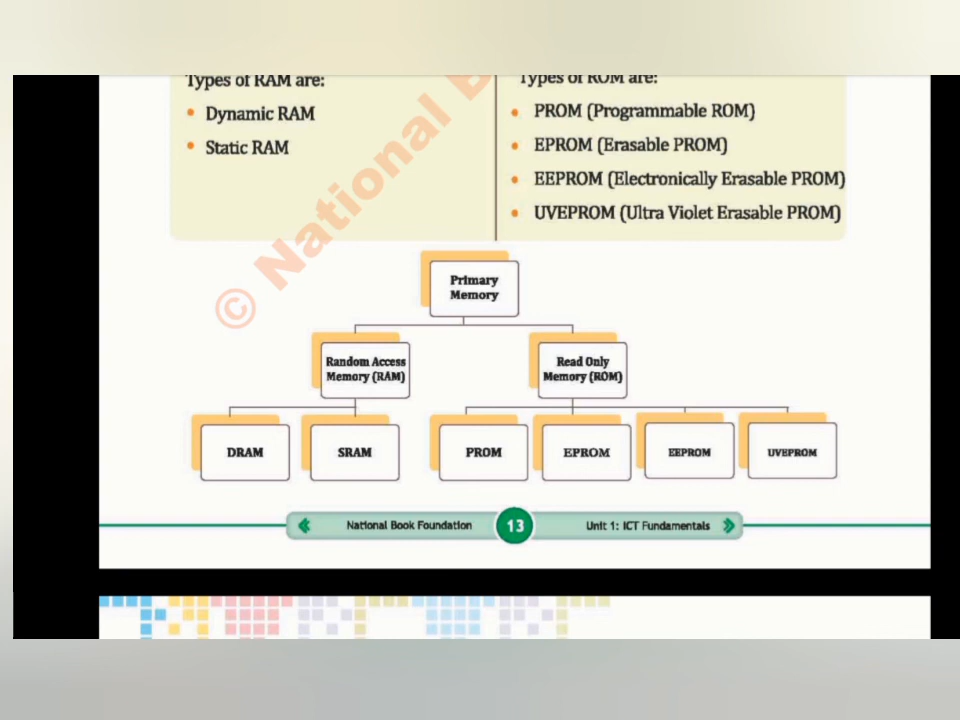 Types of RAM are:
• Dynamic RAM
• Static RAM
Types of ROM are:
• PROM (Programmable ROM)
• EPROM (Erasable PROM)
• EEPROM (Electronically Erasable PROM)
• UVEPROM (Ultra Violet Erasable PROM)
© National B
Primary
Memory
Random Access
Memory (RAM)
Read Only
Memory (ROM)
DRAM
SRAM
PROM
EPROM
EEPROM
UVEPROM
National Book Foundation
13
Unit 1: ICT Fundamentals